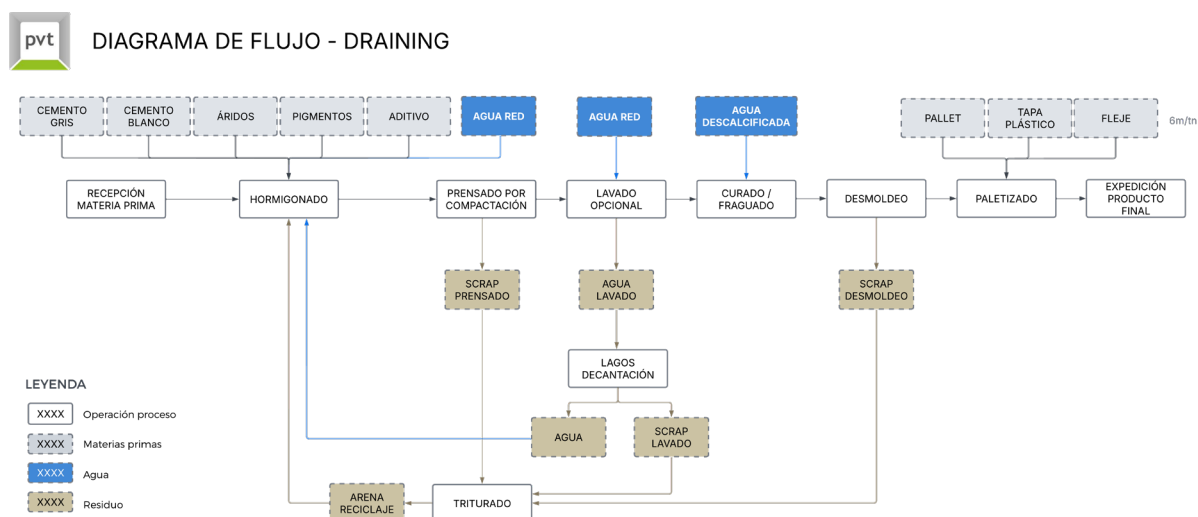 pvt
DIAGRAMA DE FLUJO - DRAINING
CEMENTO
GRIS
CEMENTO
BLANCO
ÁRIDOS
PIGMENTOS
ADITIVO
AGUA RED
AGUA RED
AGUA
DESCALCIFICADA
PALLET
TAPA
PLÁSTICO
FLEJE
6m/tn
RECEPCIÓN
MATERIA PRIMA
HORMIGONADO
PRENSADO POR
COMPACTACIÓN
LAVADO
OPCIONAL
CURADO /
FRAGUADO
DESMOLDEO
PALETIZADO
EXPEDICIÓN
PRODUCTO
FINAL
SCRAP
PRENSADO
AGUA
LAVADO
SCRAP
DESMOLDEO
LAGOS
DECANTACIÓN
AGUA
SCRAP
LAVADO
ARENA
RECICLAJE
TRITURADO
LEYENDA
XXXX Operación proceso
XXXX Materias primas
XXXX Agua
XXXX Residuo